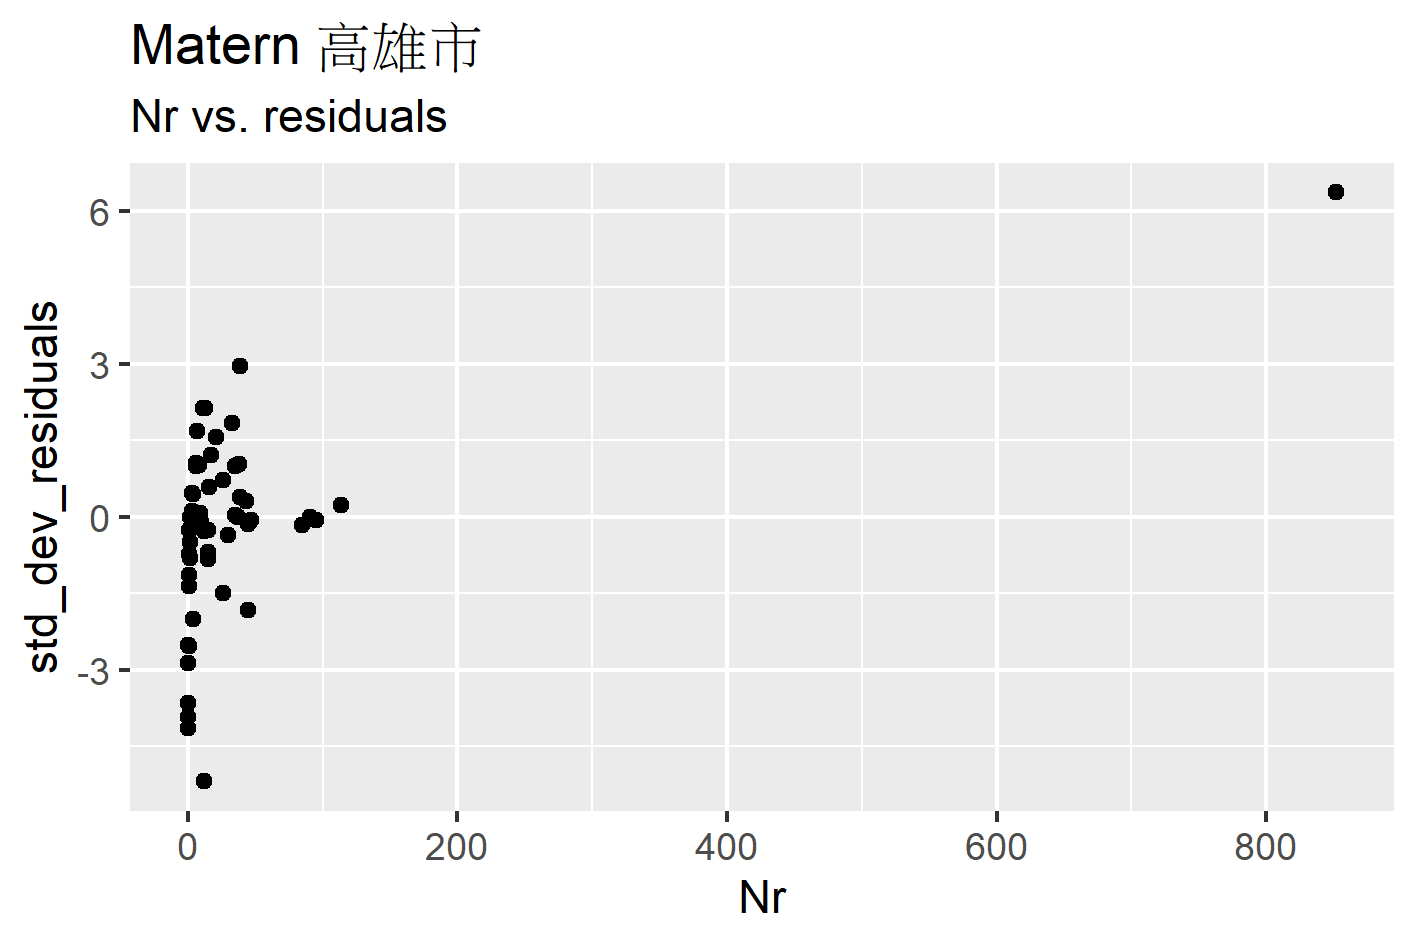 Matern 高雄市
Nr vs. residuals
6
3
0
-3
std_dev_residuals
0
200
400
600
800
Nr